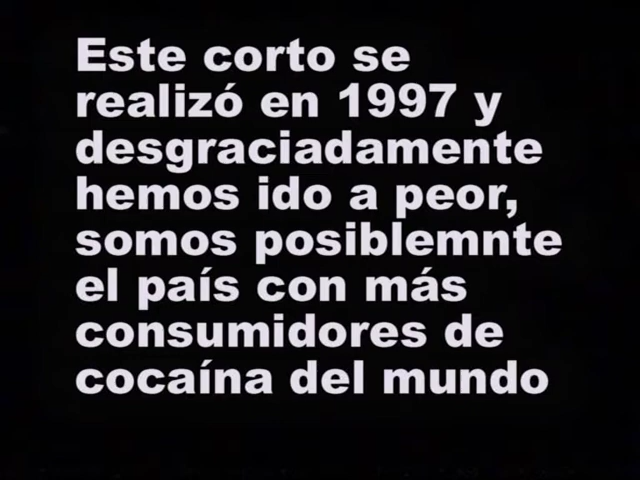 Este corto se
realizó en 1997 y
desgraciadamente
hemos ido a peor,
somos posiblemnte
el país con más
consumidores de
cocaína del mundo